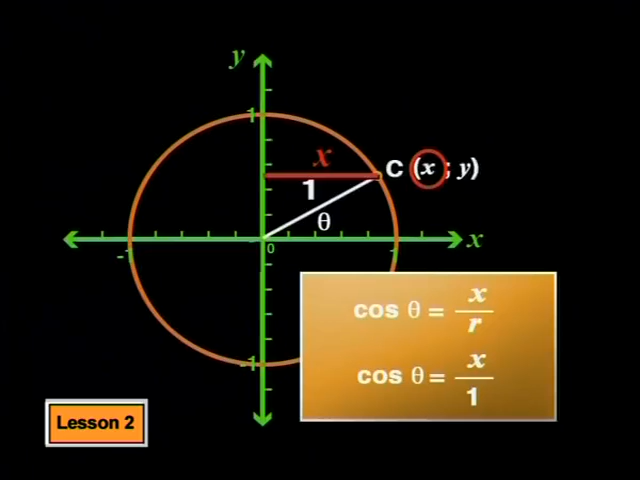 y
1
x
C (x ; y)
1
θ
x
0
-1
1
cos θ = x/r
cos θ = x/1
-1
Lesson 2